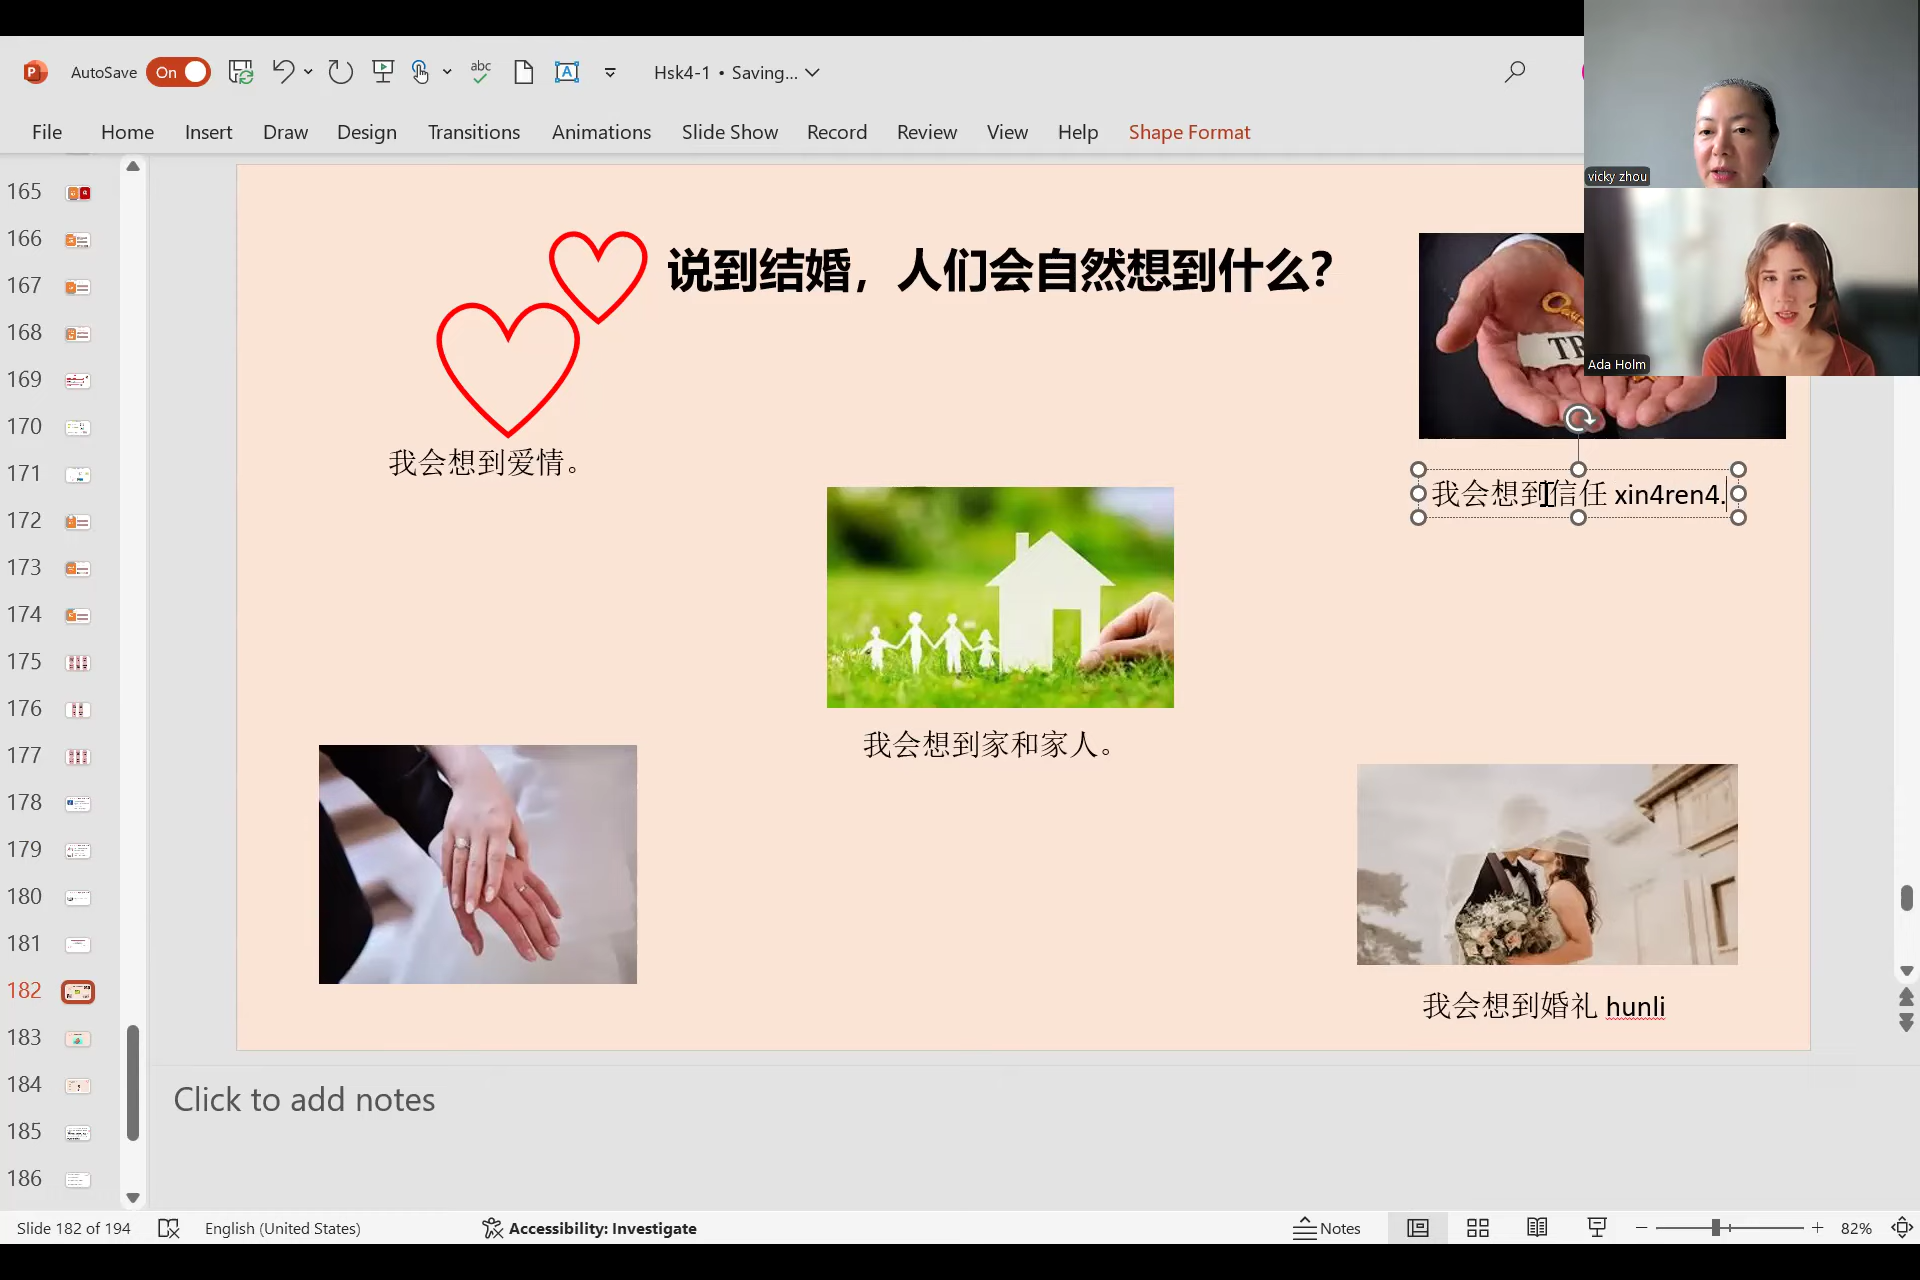 AutoSave On Hsk4-1 • Saving...
File Home Insert Draw Design Transitions Animations Slide Show Record Review View Help Shape Format
vicky zhou
Ada Holm
165
166
167
168
169
170
171
172
173
174
175
176
177
178
179
180
181
182
183
184
185
186
说到结婚，人们会自然想到什么？
我会想到爱情。
我会想到信任 xin4ren4.
我会想到家和家人。
我会想到婚礼 hunli
Click to add notes
Slide 182 of 194 English (United States) Accessibility: Investigate Notes 82%